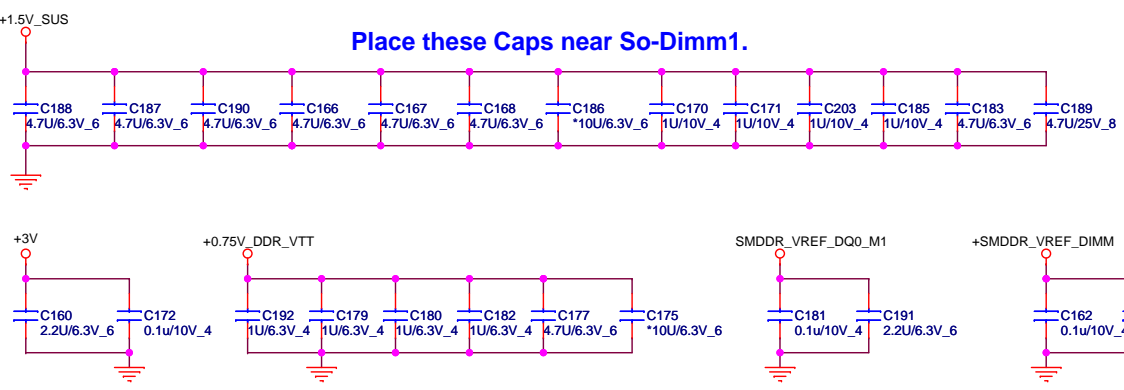 +1.5V_SUS
Place these Caps near So-Dimm1.
C188 C187 C190 C166 C167 C168 C186 C170 C171 C203 C185 C183 C189
4.7U/6.3V_6 4.7U/6.3V_6 4.7U/6.3V_6 4.7U/6.3V_6 4.7U/6.3V_6 4.7U/6.3V_6 *10U/6.3V_6 1U/10V_4 1U/10V_4 1U/10V_4 1U/10V_4 4.7U/6.3V_6 4.7U/25V_8
+3V +0.75V_DDR_VTT SMDDR_VREF_DQ0_M1 +SMDDR_VREF_DIMM
C160 C172 C192 C179 C180 C182 C177 C175 C181 C191 C162
2.2U/6.3V_6 0.1u/10V_4 1U/6.3V_4 1U/6.3V_4 1U/6.3V_4 1U/6.3V_4 4.7U/6.3V_6 *10U/6.3V_6 0.1u/10V_4 2.2U/6.3V_6 0.1u/10V_4